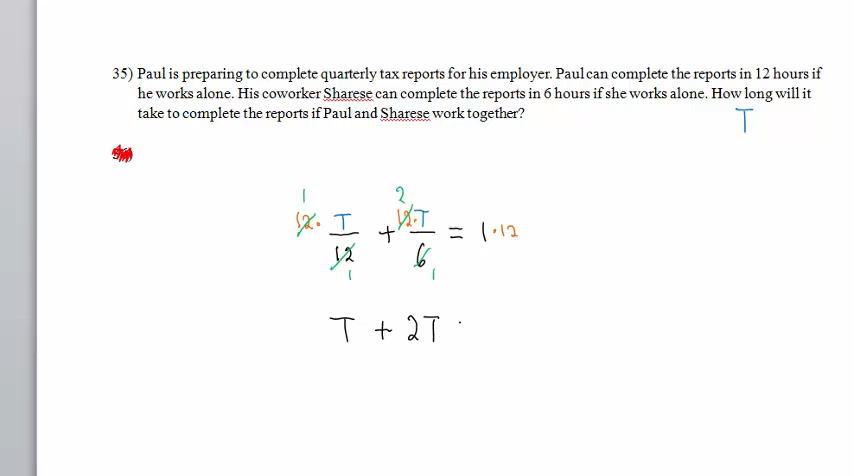 35) Paul is preparing to complete quarterly tax reports for his employer. Paul can complete the reports in 12 hours if
he works alone. His coworker Sharese can complete the reports in 6 hours if she works alone. How long will it
take to complete the reports if Paul and Sharese work together?
T
1 2
12 · T/12 + 12 · T/6 = 1 · 12
1 1
T + 2T